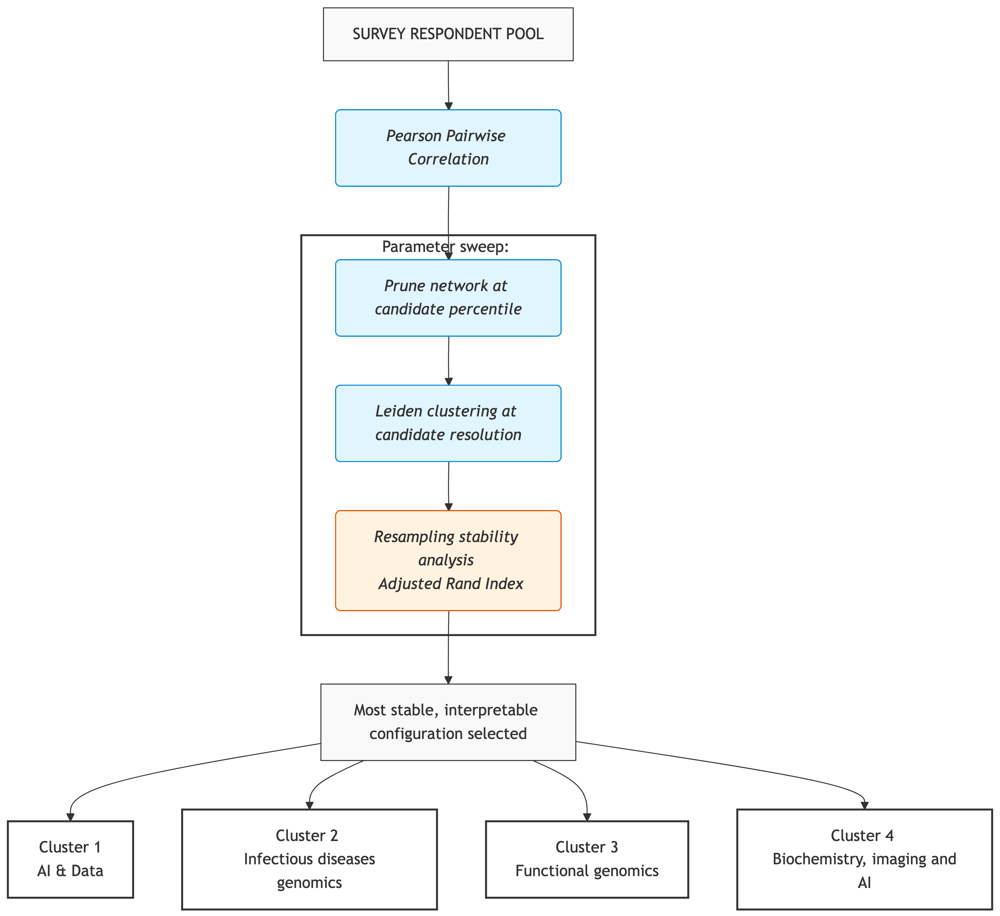 SURVEY RESPONDENT POOL
Pearson Pairwise
Correlation
Parameter sweep:
Prune network at
candidate percentile
Leiden clustering at
candidate resolution
Resampling stability
analysis
Adjusted Rand Index
Most stable, interpretable
configuration selected
Cluster 1
AI & Data
Cluster 2
Infectious diseases
genomics
Cluster 3
Functional genomics
Cluster 4
Biochemistry, imaging and
AI